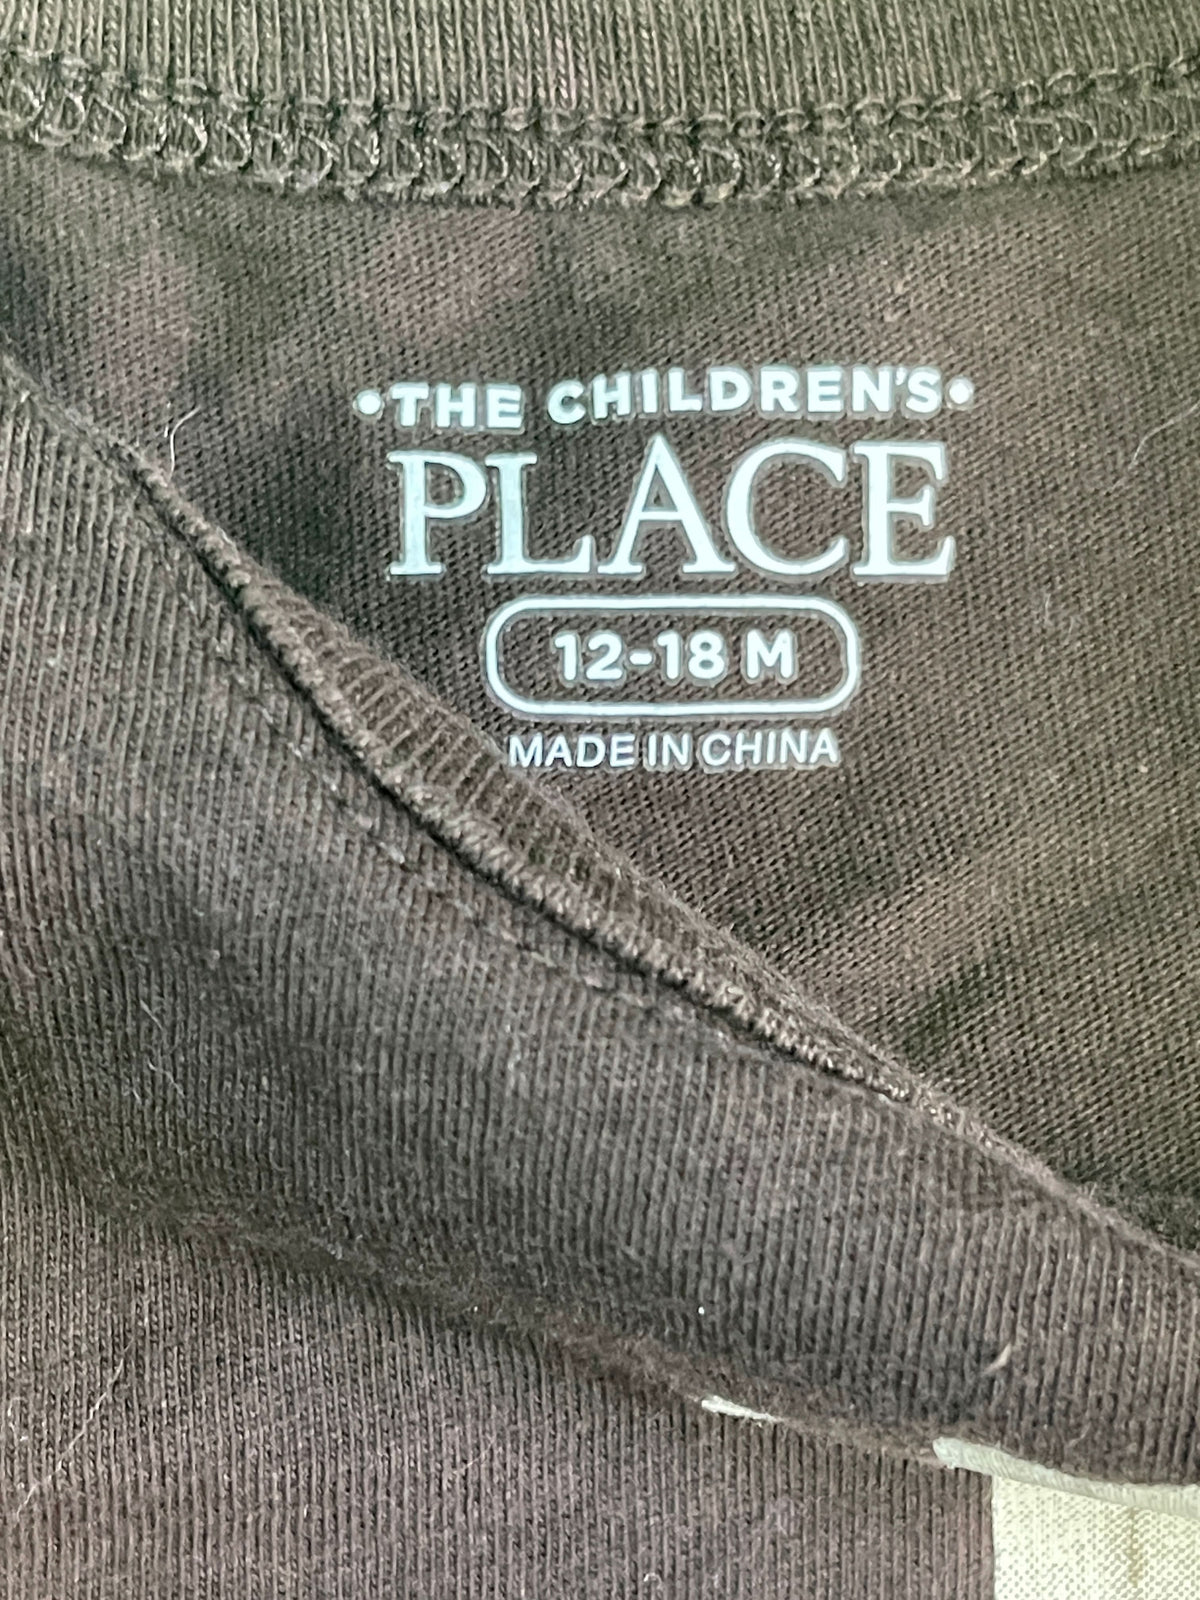 •THE CHILDREN'S•
PLACE
12-18 M
MADE IN CHINA